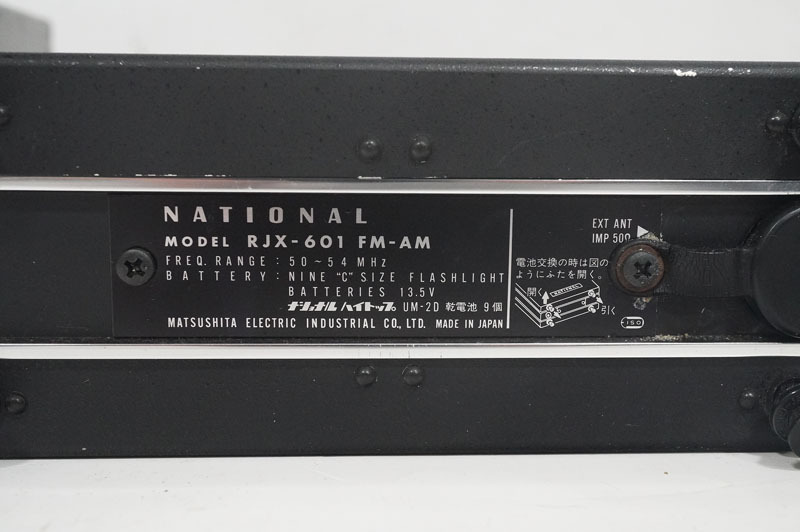 NATIONAL
MODEL RJX-601 FM-AM
FREQ. RANGE : 50~54 MHz
BATTERY : NINE "C" SIZE FLASHLIGHT
BATTERIES 13.5V
ナショナル ハイトップ UM-2D 乾電池 9個
MATSUSHITA ELECTRIC INDUSTRIAL CO., LTD. MADE IN JAPAN
EXT ANT
IMP 50Ω
電池交換の時は図の
ようにふたを開く。
開く
NATIONAL
引く